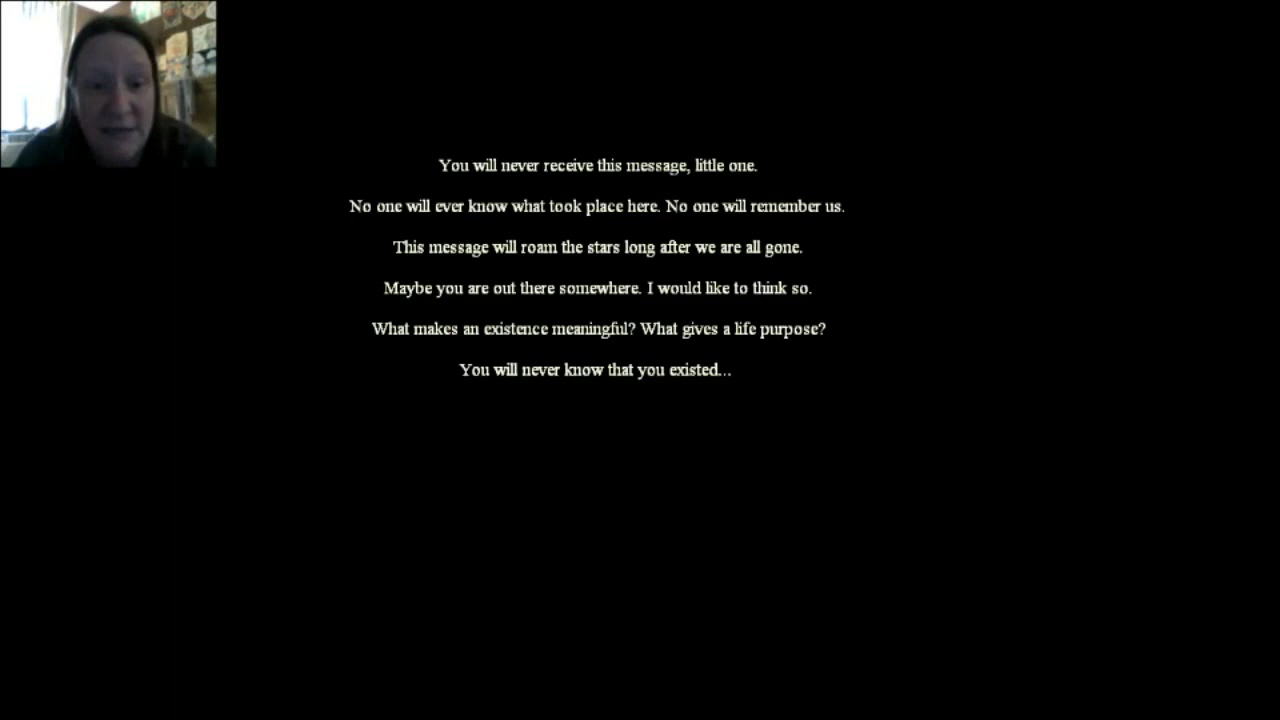 You will never receive this message, little one.
No one will ever know what took place here. No one will remember us.
This message will roam the stars long after we are all gone.
Maybe you are out there somewhere. I would like to think so.
What makes an existence meaningful? What gives a life purpose?
You will never know that you existed...